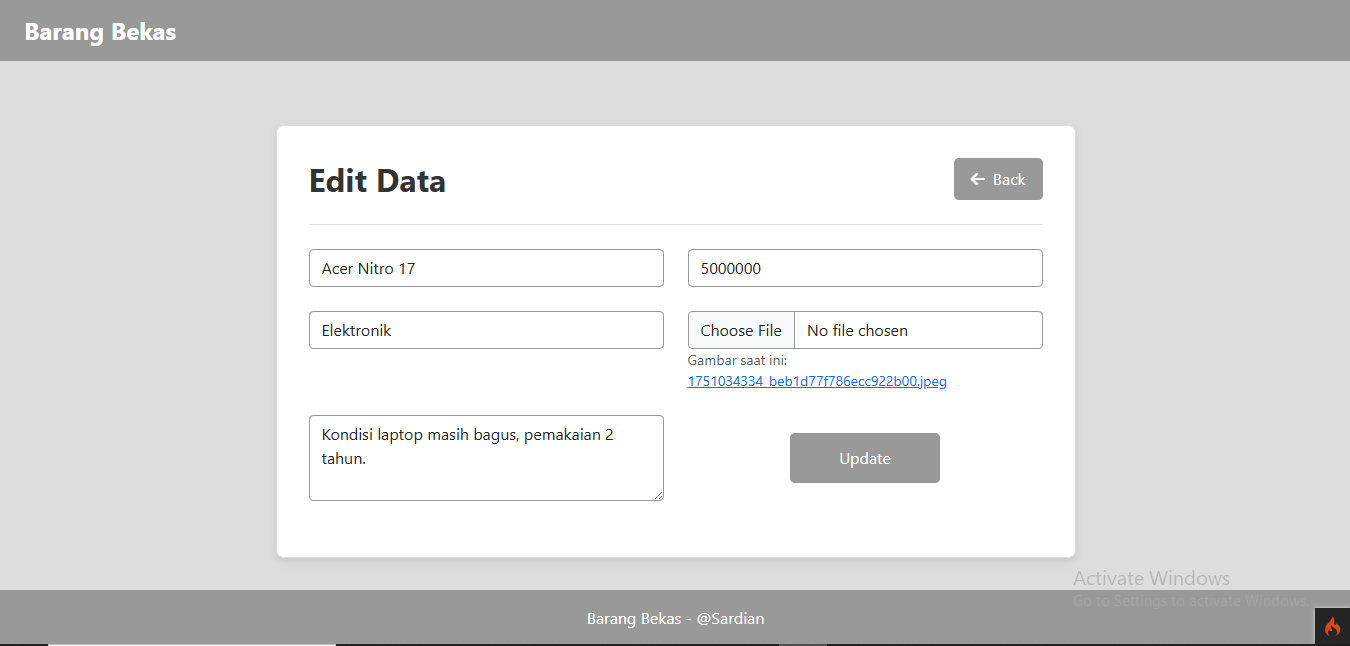 Barang Bekas
Edit Data
Back
Acer Nitro 17
5000000
Elektronik
Choose File No file chosen
Gambar saat ini:
1751034334_beb1d77f786ecc922b00.jpeg
Kondisi laptop masih bagus, pemakaian 2
tahun.
Update
Activate Windows
Go to Settings to activate Windows.
Barang Bekas - @Sardian